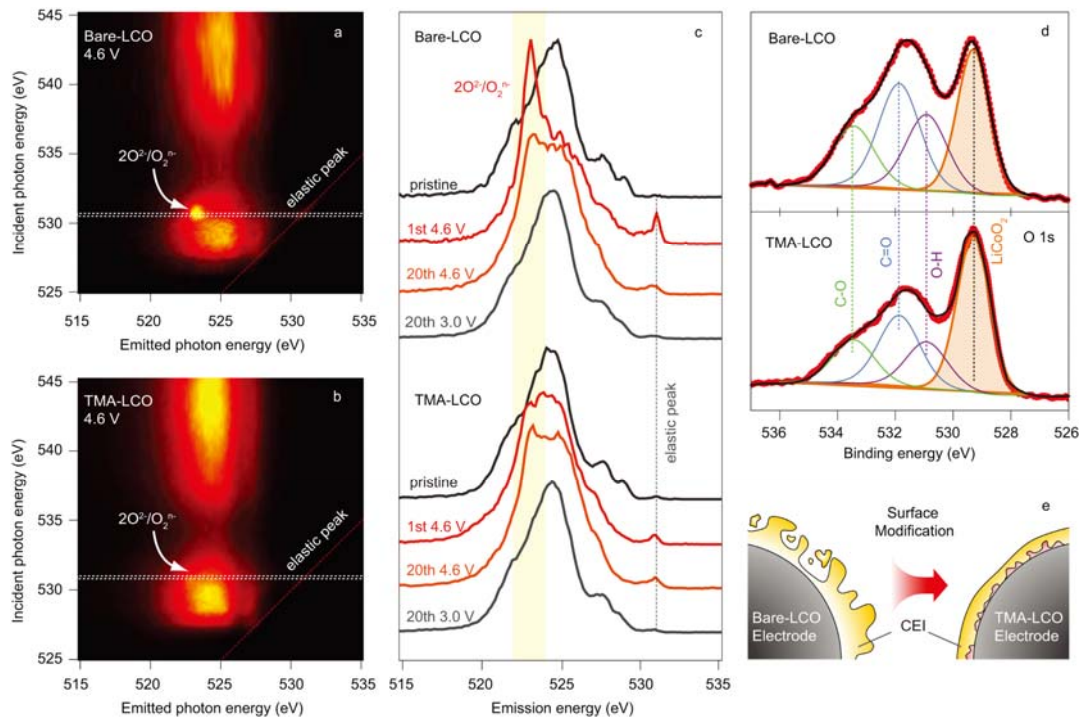 a
Bare-LCO
4.6 V
2O²⁻/O₂ⁿ⁻
elastic peak
545
540
535
530
525
515
520
525
530
535
Incident photon energy (eV)
Emitted photon energy (eV)
b
TMA-LCO
4.6 V
2O²⁻/O₂ⁿ⁻
elastic peak
545
540
535
530
525
515
520
525
530
535
Incident photon energy (eV)
Emitted photon energy (eV)
c
Bare-LCO
2O²⁻/O₂ⁿ⁻
pristine
1st 4.6 V
20th 4.6 V
20th 3.0 V
TMA-LCO
elastic peak
pristine
1st 4.6 V
20th 4.6 V
20th 3.0 V
515
520
525
530
535
Emission energy (eV)
d
Bare-LCO
TMA-LCO
O 1s
C-O
C=O
O-H
LiCoO₂
536
534
532
530
528
526
Binding energy (eV)
e
Surface
Modification
Bare-LCO
Electrode
CEI
TMA-LCO
Electrode